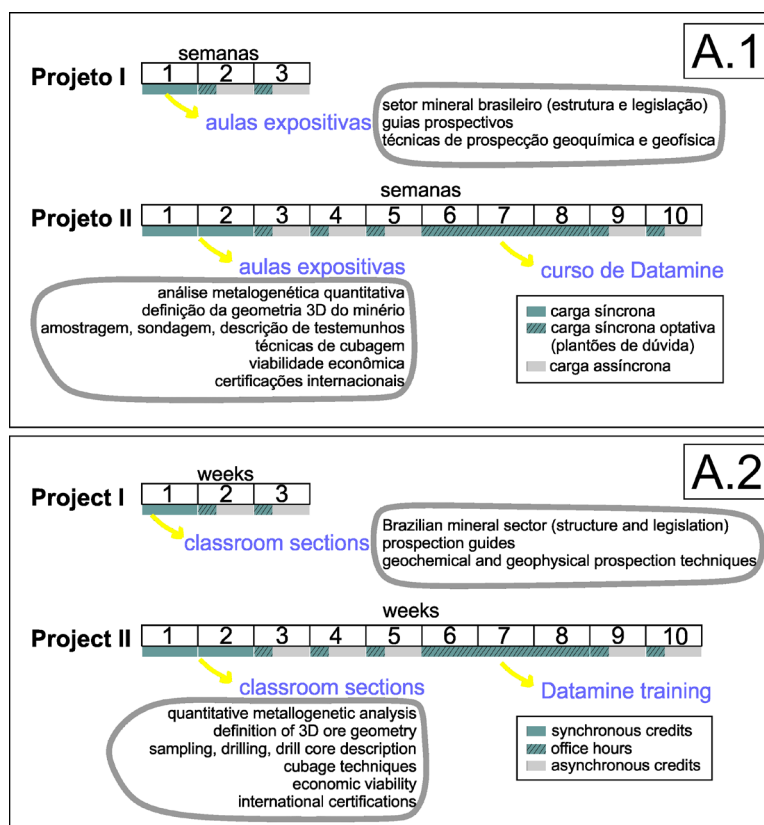 A.1
semanas
Projeto I
1 2 3
aulas expositivas
setor mineral brasileiro (estrutura e legislação)
guias prospectivos
técnicas de prospecção geoquímica e geofísica
semanas
Projeto II
1 2 3 4 5 6 7 8 9 10
aulas expositivas
curso de Datamine
análise metalogenética quantitativa
definição da geometria 3D do minério
amostragem, sondagem, descrição de testemunhos
técnicas de cubagem
viabilidade econômica
certificações internacionais
carga síncrona
carga síncrona optativa
(plantões de dúvida)
carga assíncrona
A.2
weeks
Project I
1 2 3
classroom sections
Brazilian mineral sector (structure and legislation)
prospection guides
geochemical and geophysical prospection techniques
weeks
Project II
1 2 3 4 5 6 7 8 9 10
classroom sections
Datamine training
quantitative metallogenetic analysis
definition of 3D ore geometry
sampling, drilling, drill core description
cubage techniques
economic viability
international certifications
synchronous credits
office hours
asynchronous credits